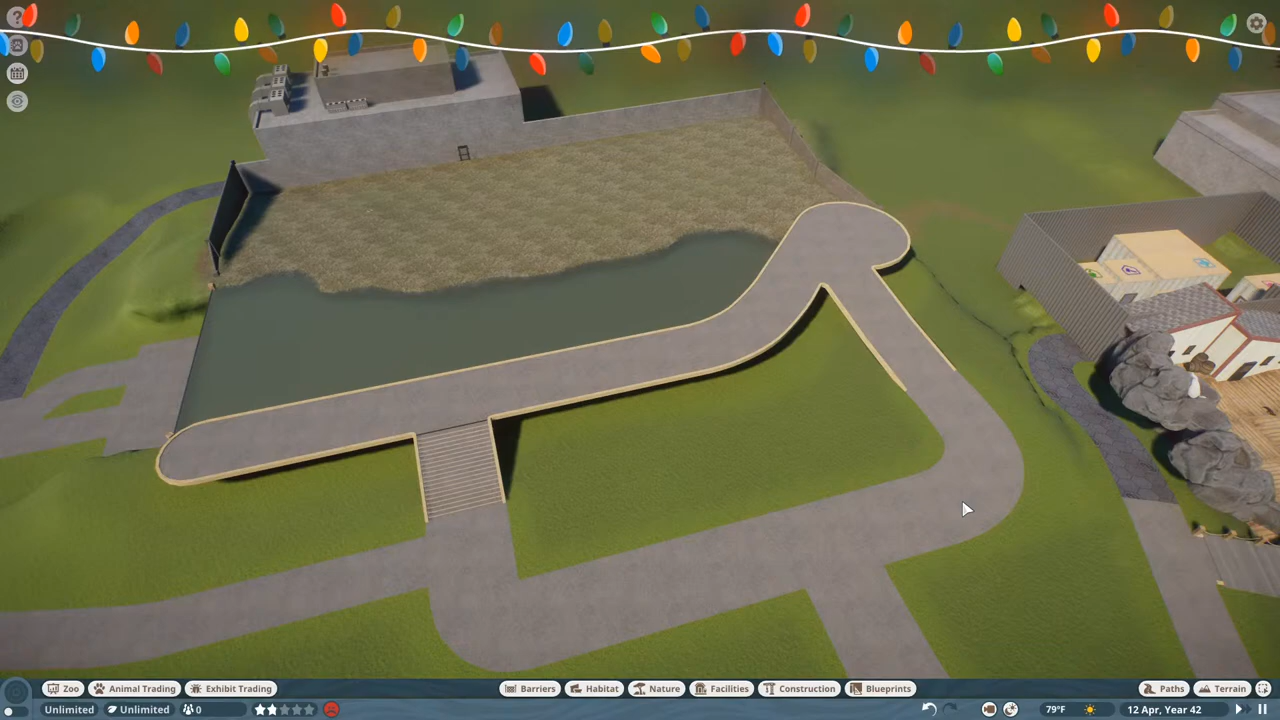 ?
Zoo
Animal Trading
Exhibit Trading
Barriers
Habitat
Nature
Facilities
Construction
Blueprints
Paths
Terrain
Unlimited
Unlimited
0
79°F
12 Apr, Year 42